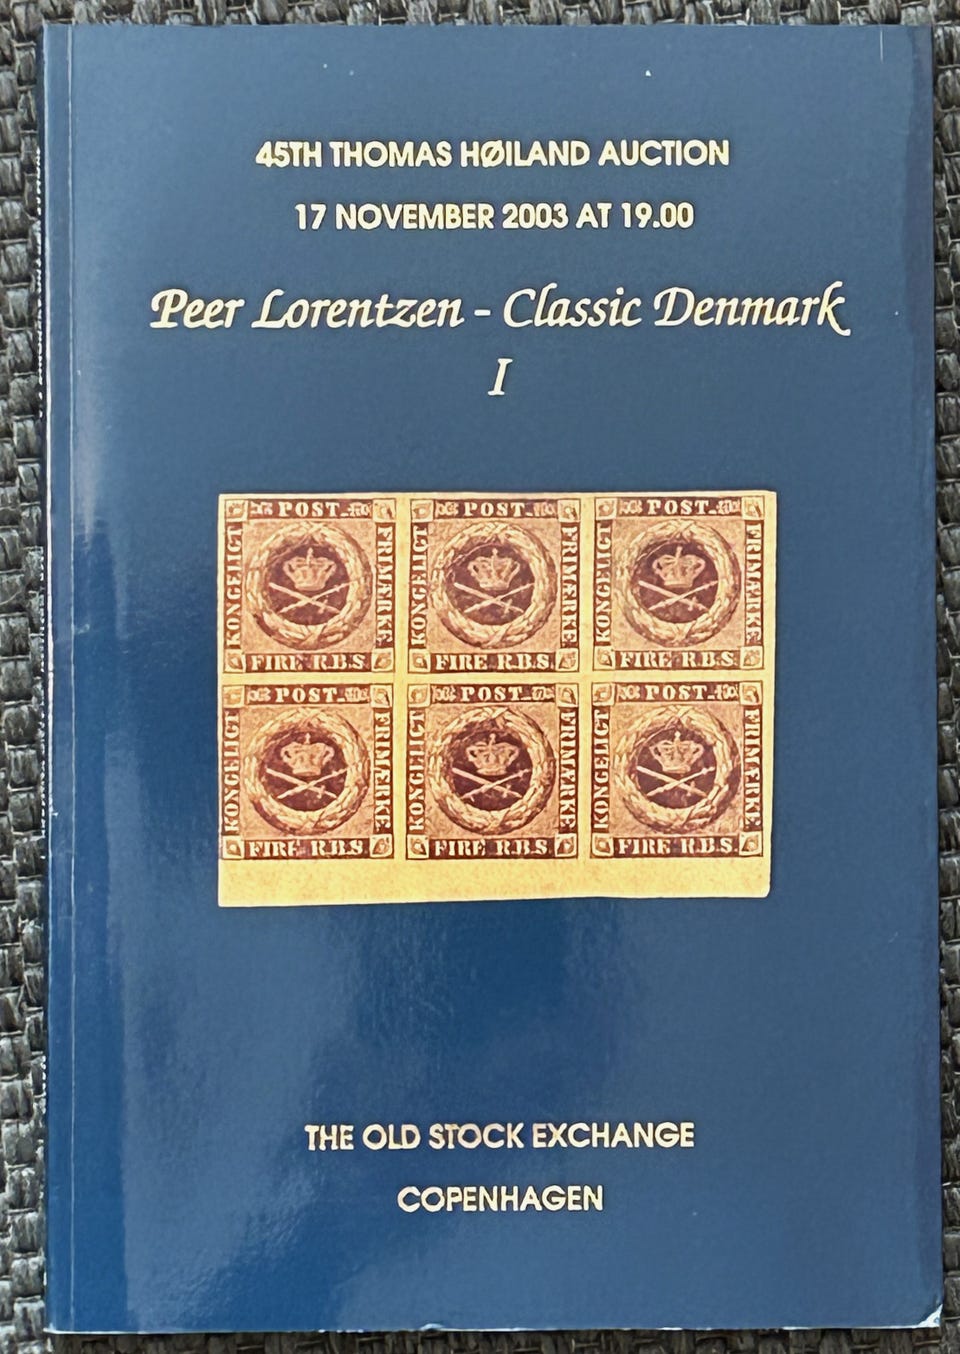 45TH THOMAS HØILAND AUCTION
17 NOVEMBER 2003 AT 19.00
Peer Lorentzen - Classic Denmark
I
POST POST POST
KONGELIGT FRIMÆRKE KONGELIGT FRIMÆRKE KONGELIGT FRIMÆRKE
FIRE R.B.S. FIRE R.B.S. FIRE R.B.S.
POST POST POST
KONGELIGT FRIMÆRKE KONGELIGT FRIMÆRKE KONGELIGT FRIMÆRKE
FIRE R.B.S. FIRE R.B.S. FIRE R.B.S.
THE OLD STOCK EXCHANGE
COPENHAGEN